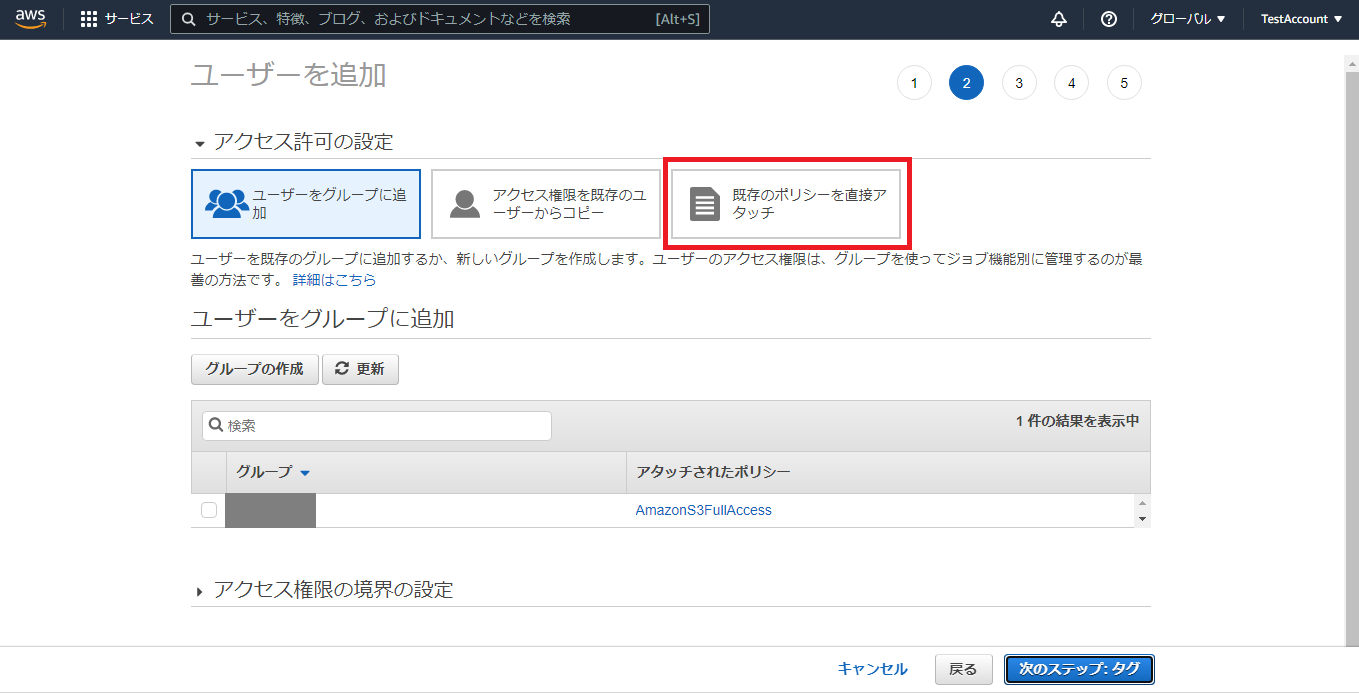 aws サービス サービス、特徴、ブログ、およびドキュメントなどを検索 [Alt+S] グローバル ▼ TestAccount ▼
ユーザーを追加
1 2 3 4 5
アクセス許可の設定
ユーザーをグループに追
加
アクセス権限を既存のユ
ーザーからコピー
既存のポリシーを直接ア
タッチ
ユーザーを既存のグループに追加するか、新しいグループを作成します。ユーザーのアクセス権限は、グループを使ってジョブ機能別に管理するのが最
善の方法です。 詳細はこちら
ユーザーをグループに追加
グループの作成 更新
検索 1 件の結果を表示中
グループ アタッチされたポリシー
AmazonS3FullAccess
アクセス権限の境界の設定
キャンセル 戻る 次のステップ: タグ